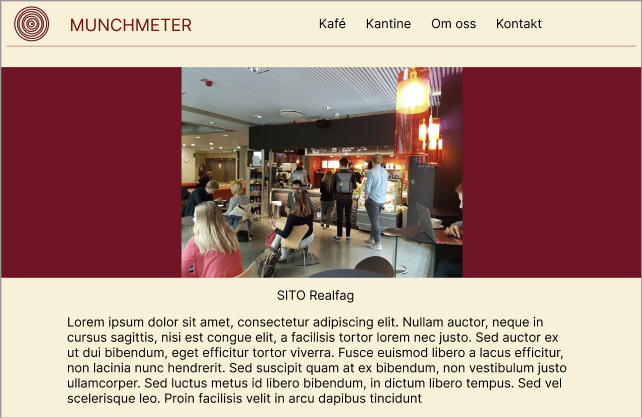 MUNCHMETER
Kafé Kantine Om oss Kontakt
SITO Realfag
Lorem ipsum dolor sit amet, consectetur adipiscing elit. Nullam auctor, neque in
cursus sagittis, nisi est congue elit, a facilisis tortor lorem nec justo. Sed auctor ex
ut dui bibendum, eget efficitur tortor viverra. Fusce euismod libero a lacus efficitur,
non lacinia nunc hendrerit. Sed suscipit quam at ex bibendum, non vestibulum justo
ullamcorper. Sed luctus metus id libero bibendum, in dictum libero tempus. Sed vel
scelerisque leo. Proin facilisis velit in arcu dapibus tincidunt